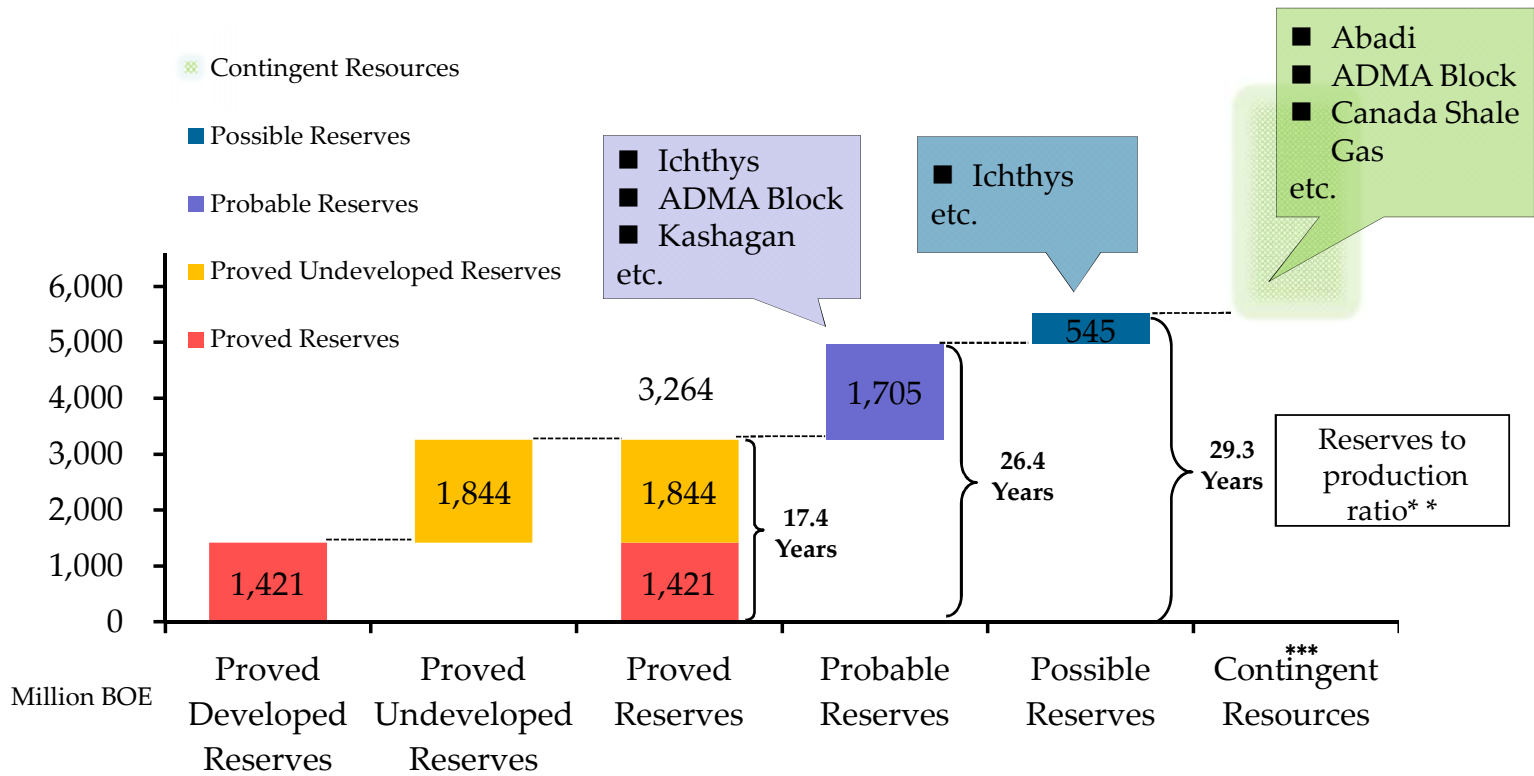 Contingent Resources
Possible Reserves
Probable Reserves
Proved Undeveloped Reserves
Proved Reserves
■ Ichthys
■ ADMA Block
■ Kashagan
etc.
■ Ichthys
etc.
■ Abadi
■ ADMA Block
■ Canada Shale
Gas
etc.
6,000
5,000
4,000
3,000
2,000
1,000
0
Million BOE
1,421
1,844
3,264
1,844
1,421
17.4
Years
1,705
26.4
Years
545
29.3
Years
Reserves to
production
ratio* *
Proved
Developed
Reserves
Proved
Undeveloped
Reserves
Proved
Reserves
Probable
Reserves
Possible
Reserves
***
Contingent
Resources